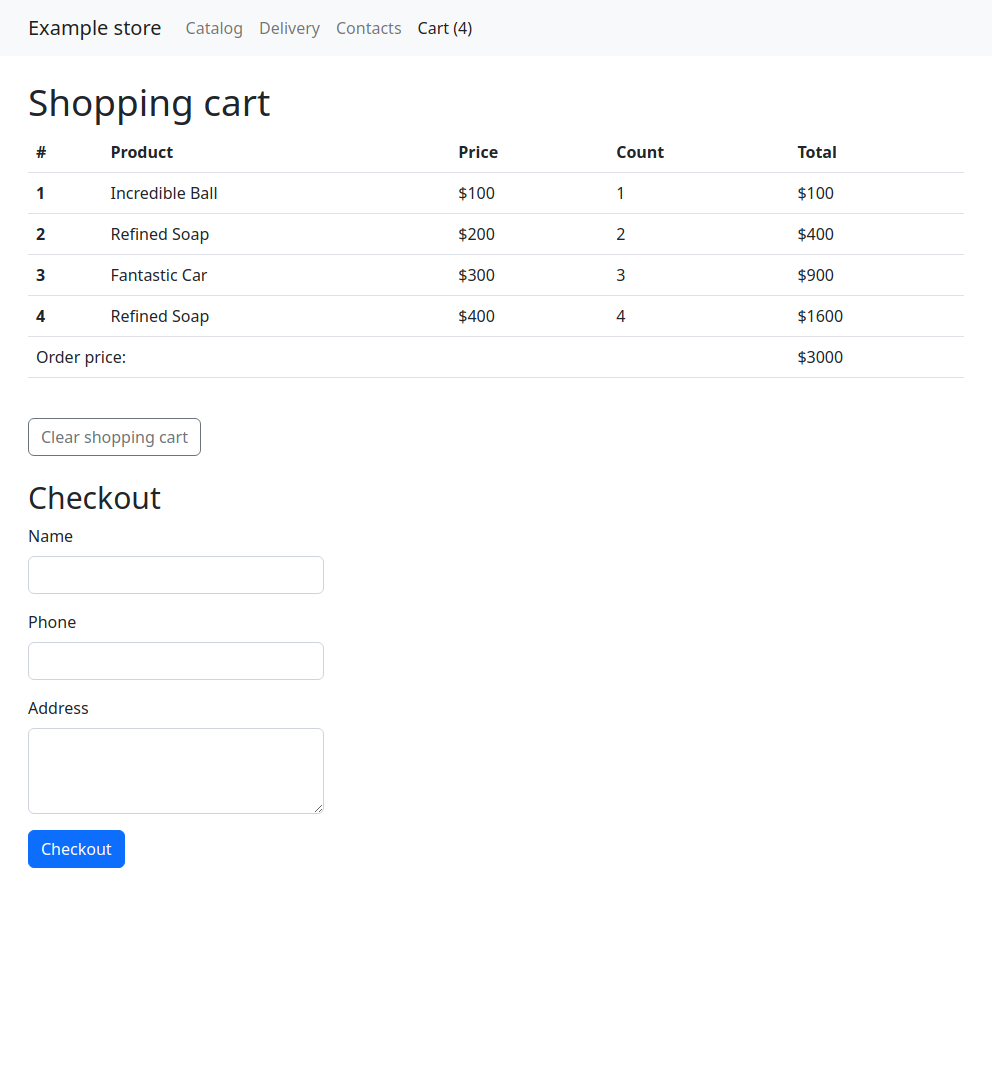 Example store Catalog Delivery Contacts Cart (4)
Shopping cart
# Product Price Count Total
1 Incredible Ball $100 1 $100
2 Refined Soap $200 2 $400
3 Fantastic Car $300 3 $900
4 Refined Soap $400 4 $1600
Order price: $3000
Clear shopping cart
Checkout
Name
Phone
Address
Checkout